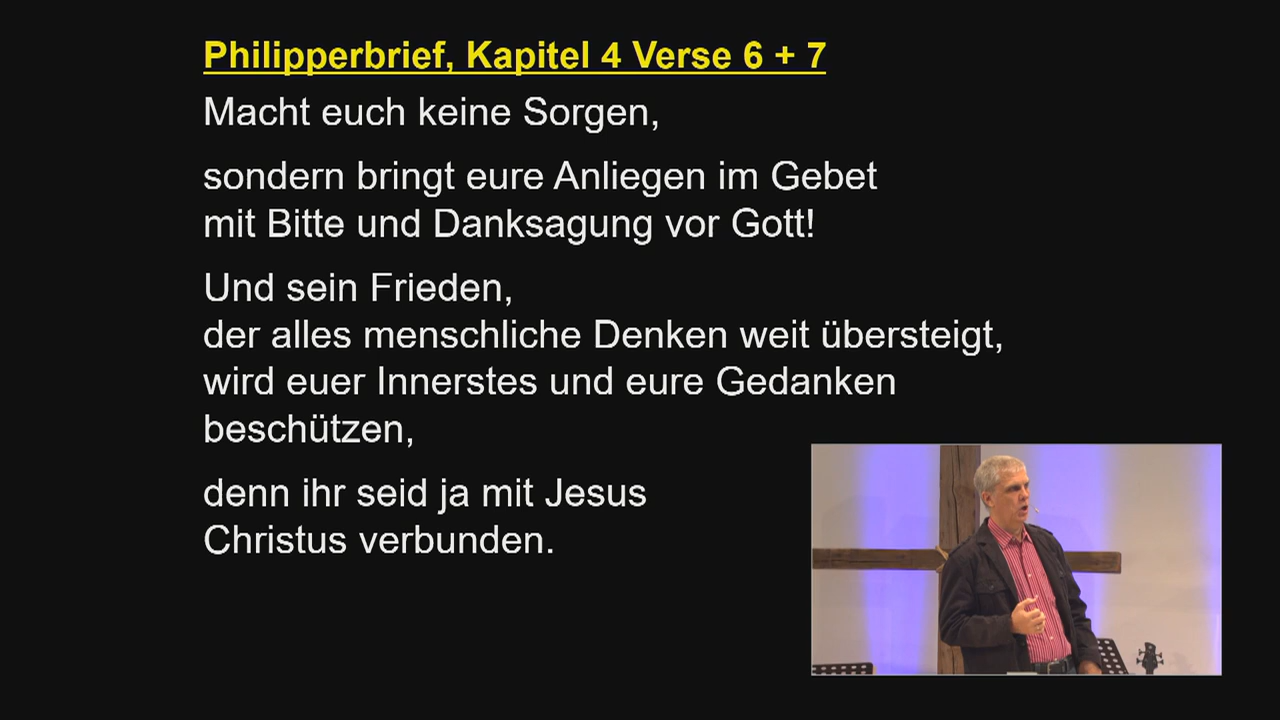 Philipperbrief, Kapitel 4 Verse 6 + 7
Macht euch keine Sorgen,
sondern bringt eure Anliegen im Gebet
mit Bitte und Danksagung vor Gott!
Und sein Frieden,
der alles menschliche Denken weit übersteigt,
wird euer Innerstes und eure Gedanken
beschützen,
denn ihr seid ja mit Jesus
Christus verbunden.